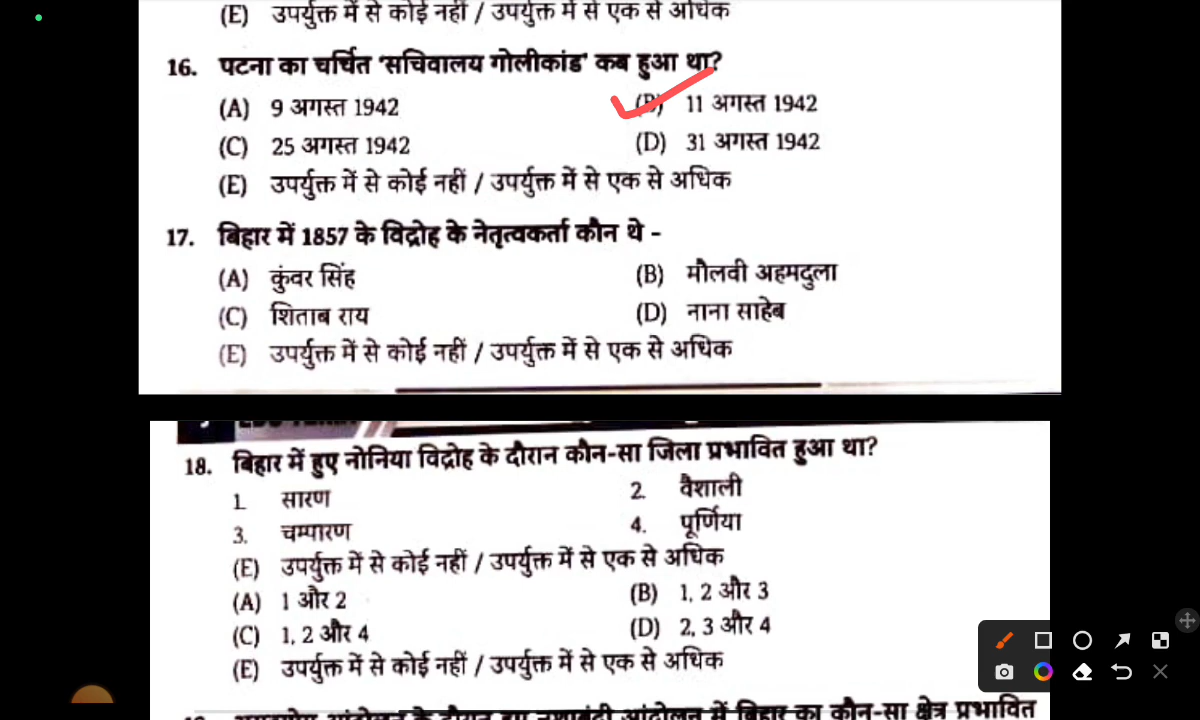 (E) उपर्युक्त में से कोई नहीं / उपर्युक्त में से एक से अधिक
16. पटना का चर्चित 'सचिवालय गोलीकांड' कब हुआ था?
(A) 9 अगस्त 1942 (B) 11 अगस्त 1942
(C) 25 अगस्त 1942 (D) 31 अगस्त 1942
(E) उपर्युक्त में से कोई नहीं / उपर्युक्त में से एक से अधिक
17. बिहार में 1857 के विद्रोह के नेतृत्वकर्ता कौन थे -
(A) कुंवर सिंह (B) मौलवी अहमदुला
(C) शिताब राय (D) नाना साहेब
(E) उपर्युक्त में से कोई नहीं / उपर्युक्त में से एक से अधिक
18. बिहार में हुए नोनिया विद्रोह के दौरान कौन-सा जिला प्रभावित हुआ था?
1. सारण 2. वैशाली
3. चम्पारण 4. पूर्णिया
(E) उपर्युक्त में से कोई नहीं / उपर्युक्त में से एक से अधिक
(A) 1 और 2 (B) 1, 2 और 3
(C) 1, 2 और 4 (D) 2, 3 और 4
(E) उपर्युक्त में से कोई नहीं / उपर्युक्त में से एक से अधिक
के दौरान हुए नशाबंदी आंदोलन में बिहार का कौन-सा क्षेत्र प्रभावित